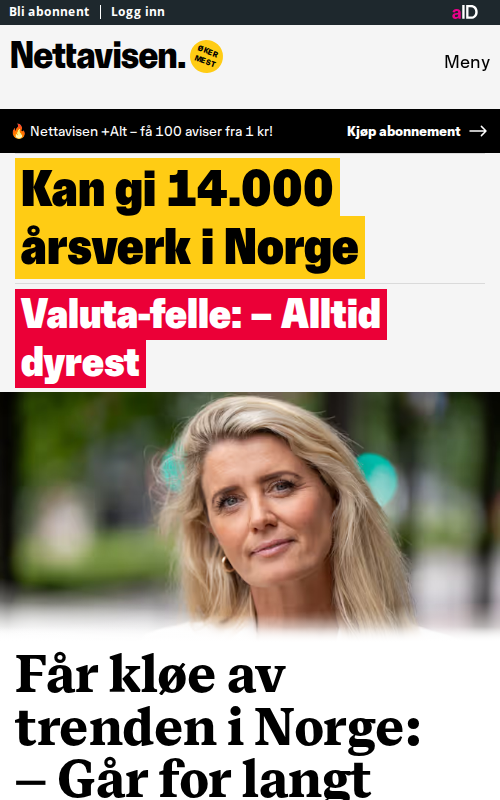 Bli abonnent | Logg inn
aID
Nettavisen.
ØKER
MEST
Meny
🔥 Nettavisen +Alt – få 100 aviser fra 1 kr!
Kjøp abonnement →
Kan gi 14.000
årsverk i Norge
Valuta-felle: – Alltid
dyrest
Får kløe av
trenden i Norge:
– Går for langt